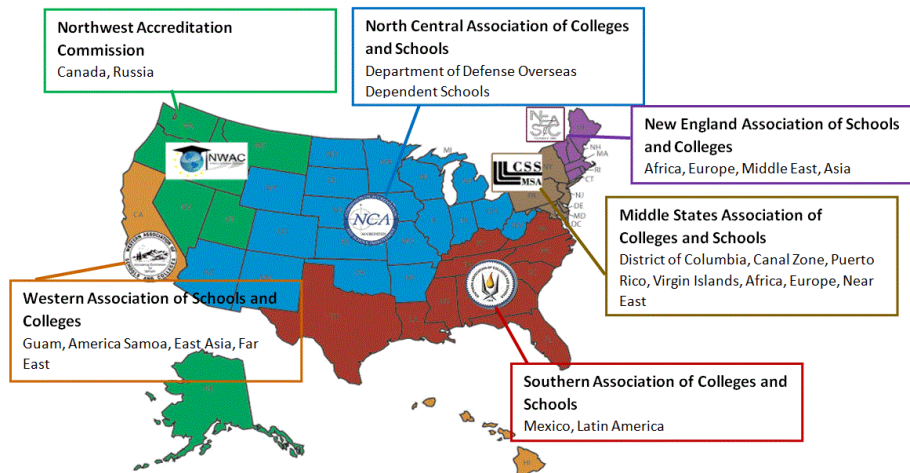 Northwest Accreditation
Commission
Canada, Russia
North Central Association of Colleges
and Schools
Department of Defense Overseas
Dependent Schools
New England Association of Schools
and Colleges
Africa, Europe, Middle East, Asia
Middle States Association of
Colleges and Schools
District of Columbia, Canal Zone, Puerto
Rico, Virgin Islands, Africa, Europe, Near
East
Western Association of Schools and
Colleges
Guam, America Samoa, East Asia, Far
East
Southern Association of Colleges and
Schools
Mexico, Latin America
NWAC
NCA
CSS
MSA
MI
NH
MA
RI
CT
NJ
DE
MD
DC
CA
HI